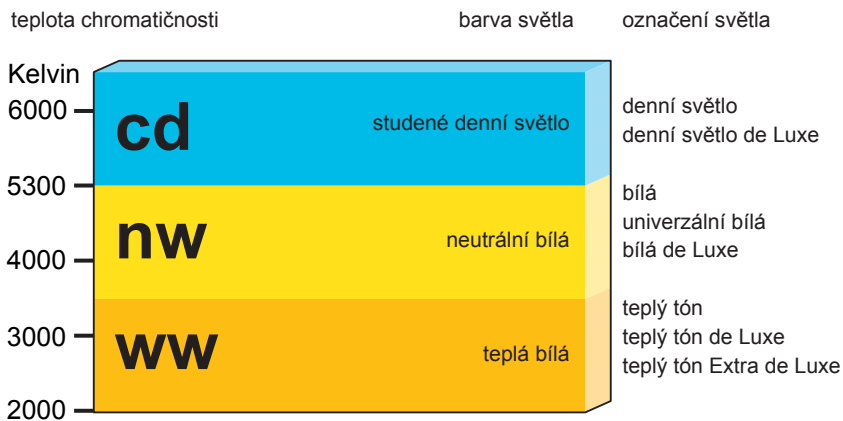 teplota chromatičnosti barva světla označení světla
Kelvin
6000
cd studené denní světlo
denní světlo
denní světlo de Luxe
5300
nw neutrální bílá
bílá
univerzální bílá
bílá de Luxe
4000
3000
ww teplá bílá
teplý tón
teplý tón de Luxe
teplý tón Extra de Luxe
2000